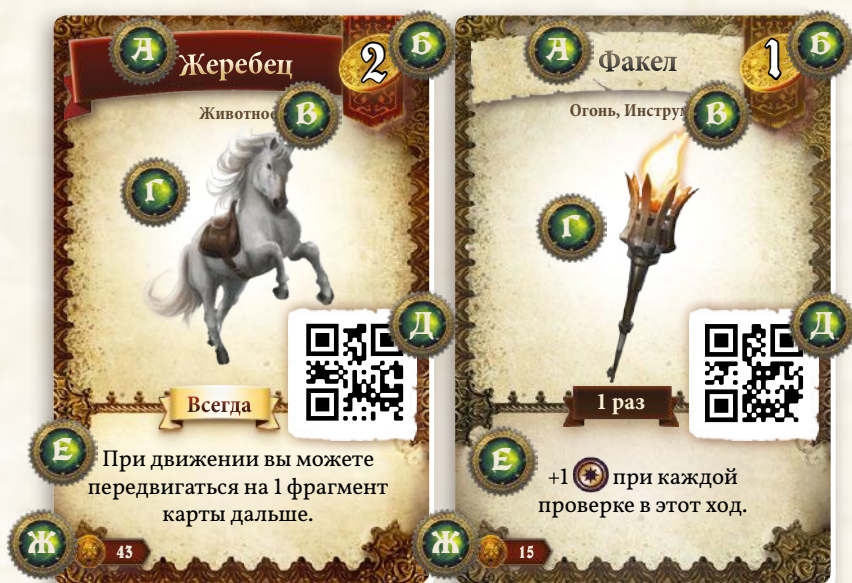 А
Жеребец
2
Б
Животное
В
Г
Д
Всегда
Е
При движении вы можете
передвигаться на 1 фрагмент
карты дальше.
Ж
43
А
Факел
1
Б
Огонь, Инстру
В
Г
Д
1 раз
Е
+1 при каждой
проверке в этот ход.
Ж
15